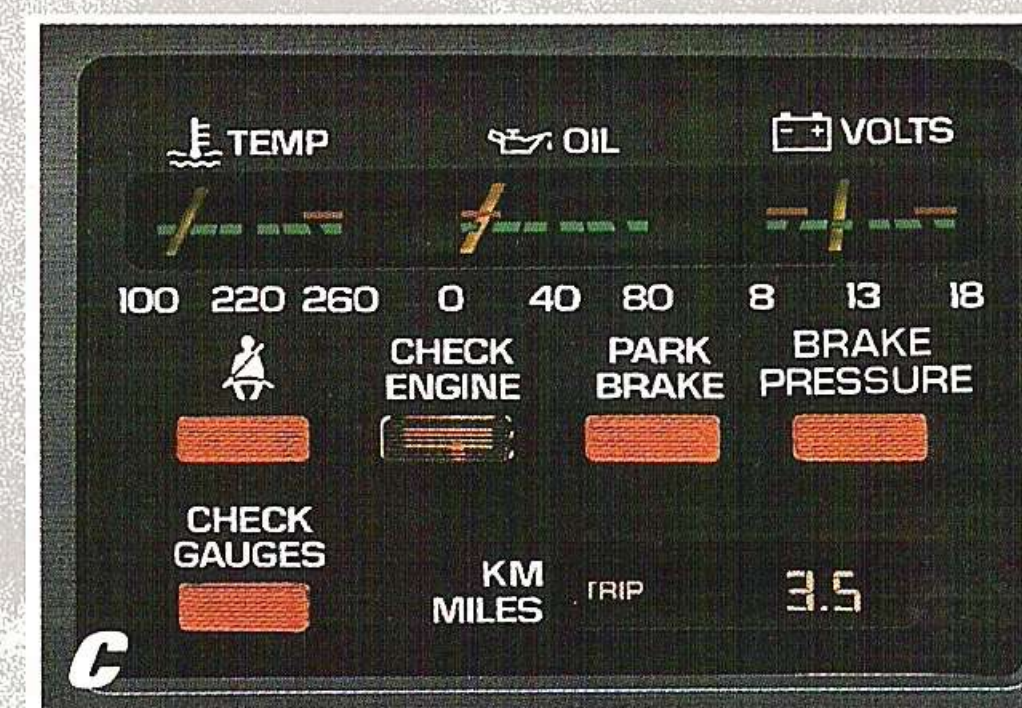 TEMP OIL VOLTS
100 220 260 0 40 80 8 13 18
CHECK ENGINE
PARK BRAKE
BRAKE PRESSURE
CHECK GAUGES
KM MILES
TRIP 3.5
C